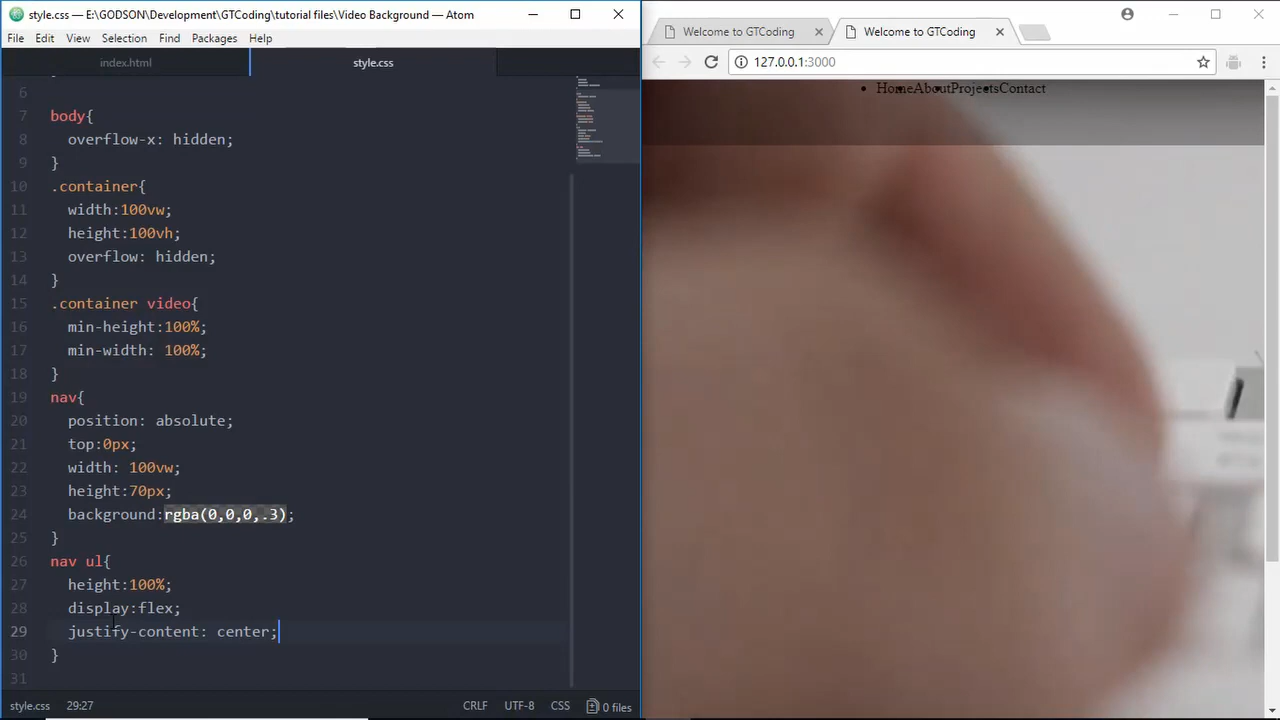 style.css — E:\GODSON\Development\GTCoding\tutorial files\Video Background — Atom
File Edit View Selection Find Packages Help
index.html
style.css
6
7 body{
8 overflow-x: hidden;
9 }
10 .container{
11 width:100vw;
12 height:100vh;
13 overflow: hidden;
14 }
15 .container video{
16 min-height:100%;
17 min-width: 100%;
18 }
19 nav{
20 position: absolute;
21 top:0px;
22 width: 100vw;
23 height:70px;
24 background:rgba(0,0,0,.3);
25 }
26 nav ul{
27 height:100%;
28 display:flex;
29 justify-content: center;
30 }
31
style.css 29:27 CRLF UTF-8 CSS 0 files
Welcome to GTCoding
Welcome to GTCoding
127.0.0.1:3000
HomeAboutProjectsContact